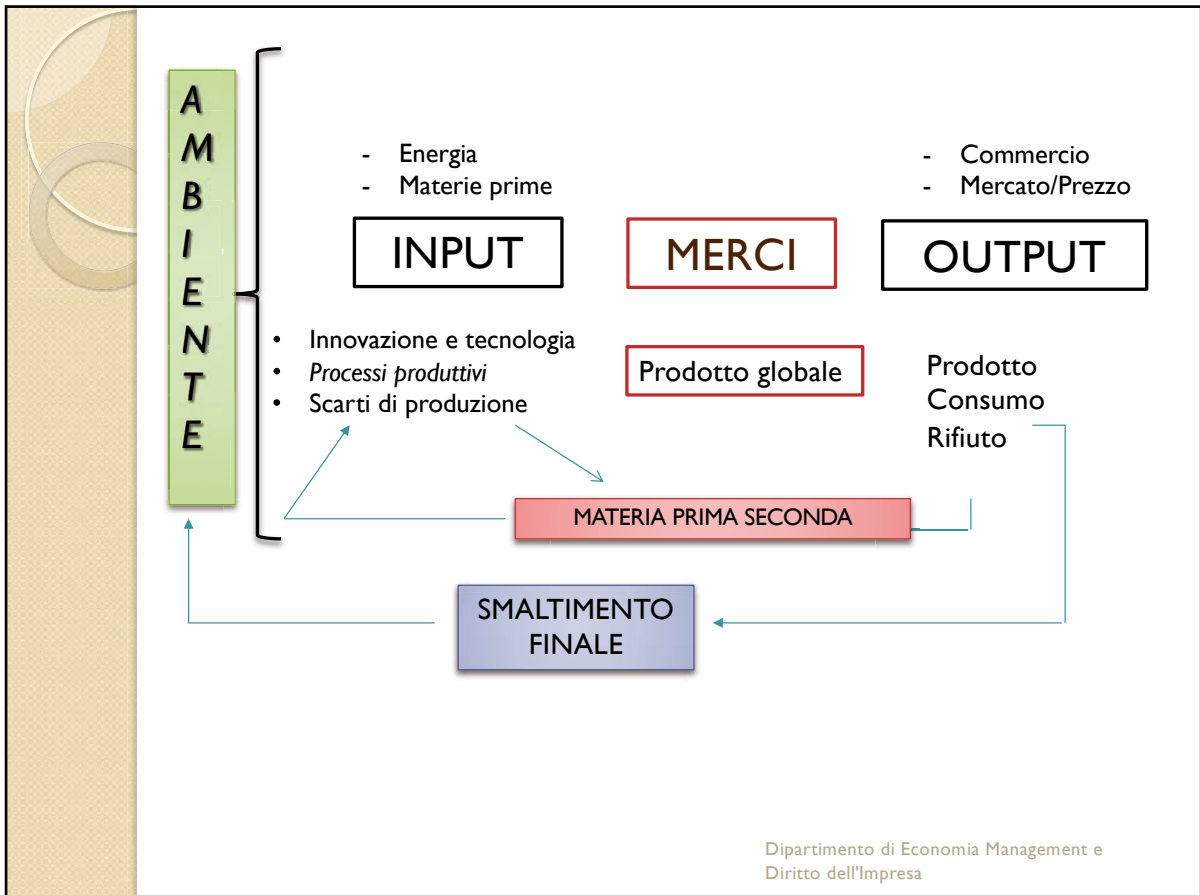 AMBIENTE
- Energia
- Materie prime
- Commercio
- Mercato/Prezzo
INPUT
MERCI
OUTPUT
• Innovazione e tecnologia
• Processi produttivi
• Scarti di produzione
Prodotto globale
Prodotto
Consumo
Rifiuto
MATERIA PRIMA SECONDA
SMALTIMENTO
FINALE
Dipartimento di Economia Management e
Diritto dell'Impresa